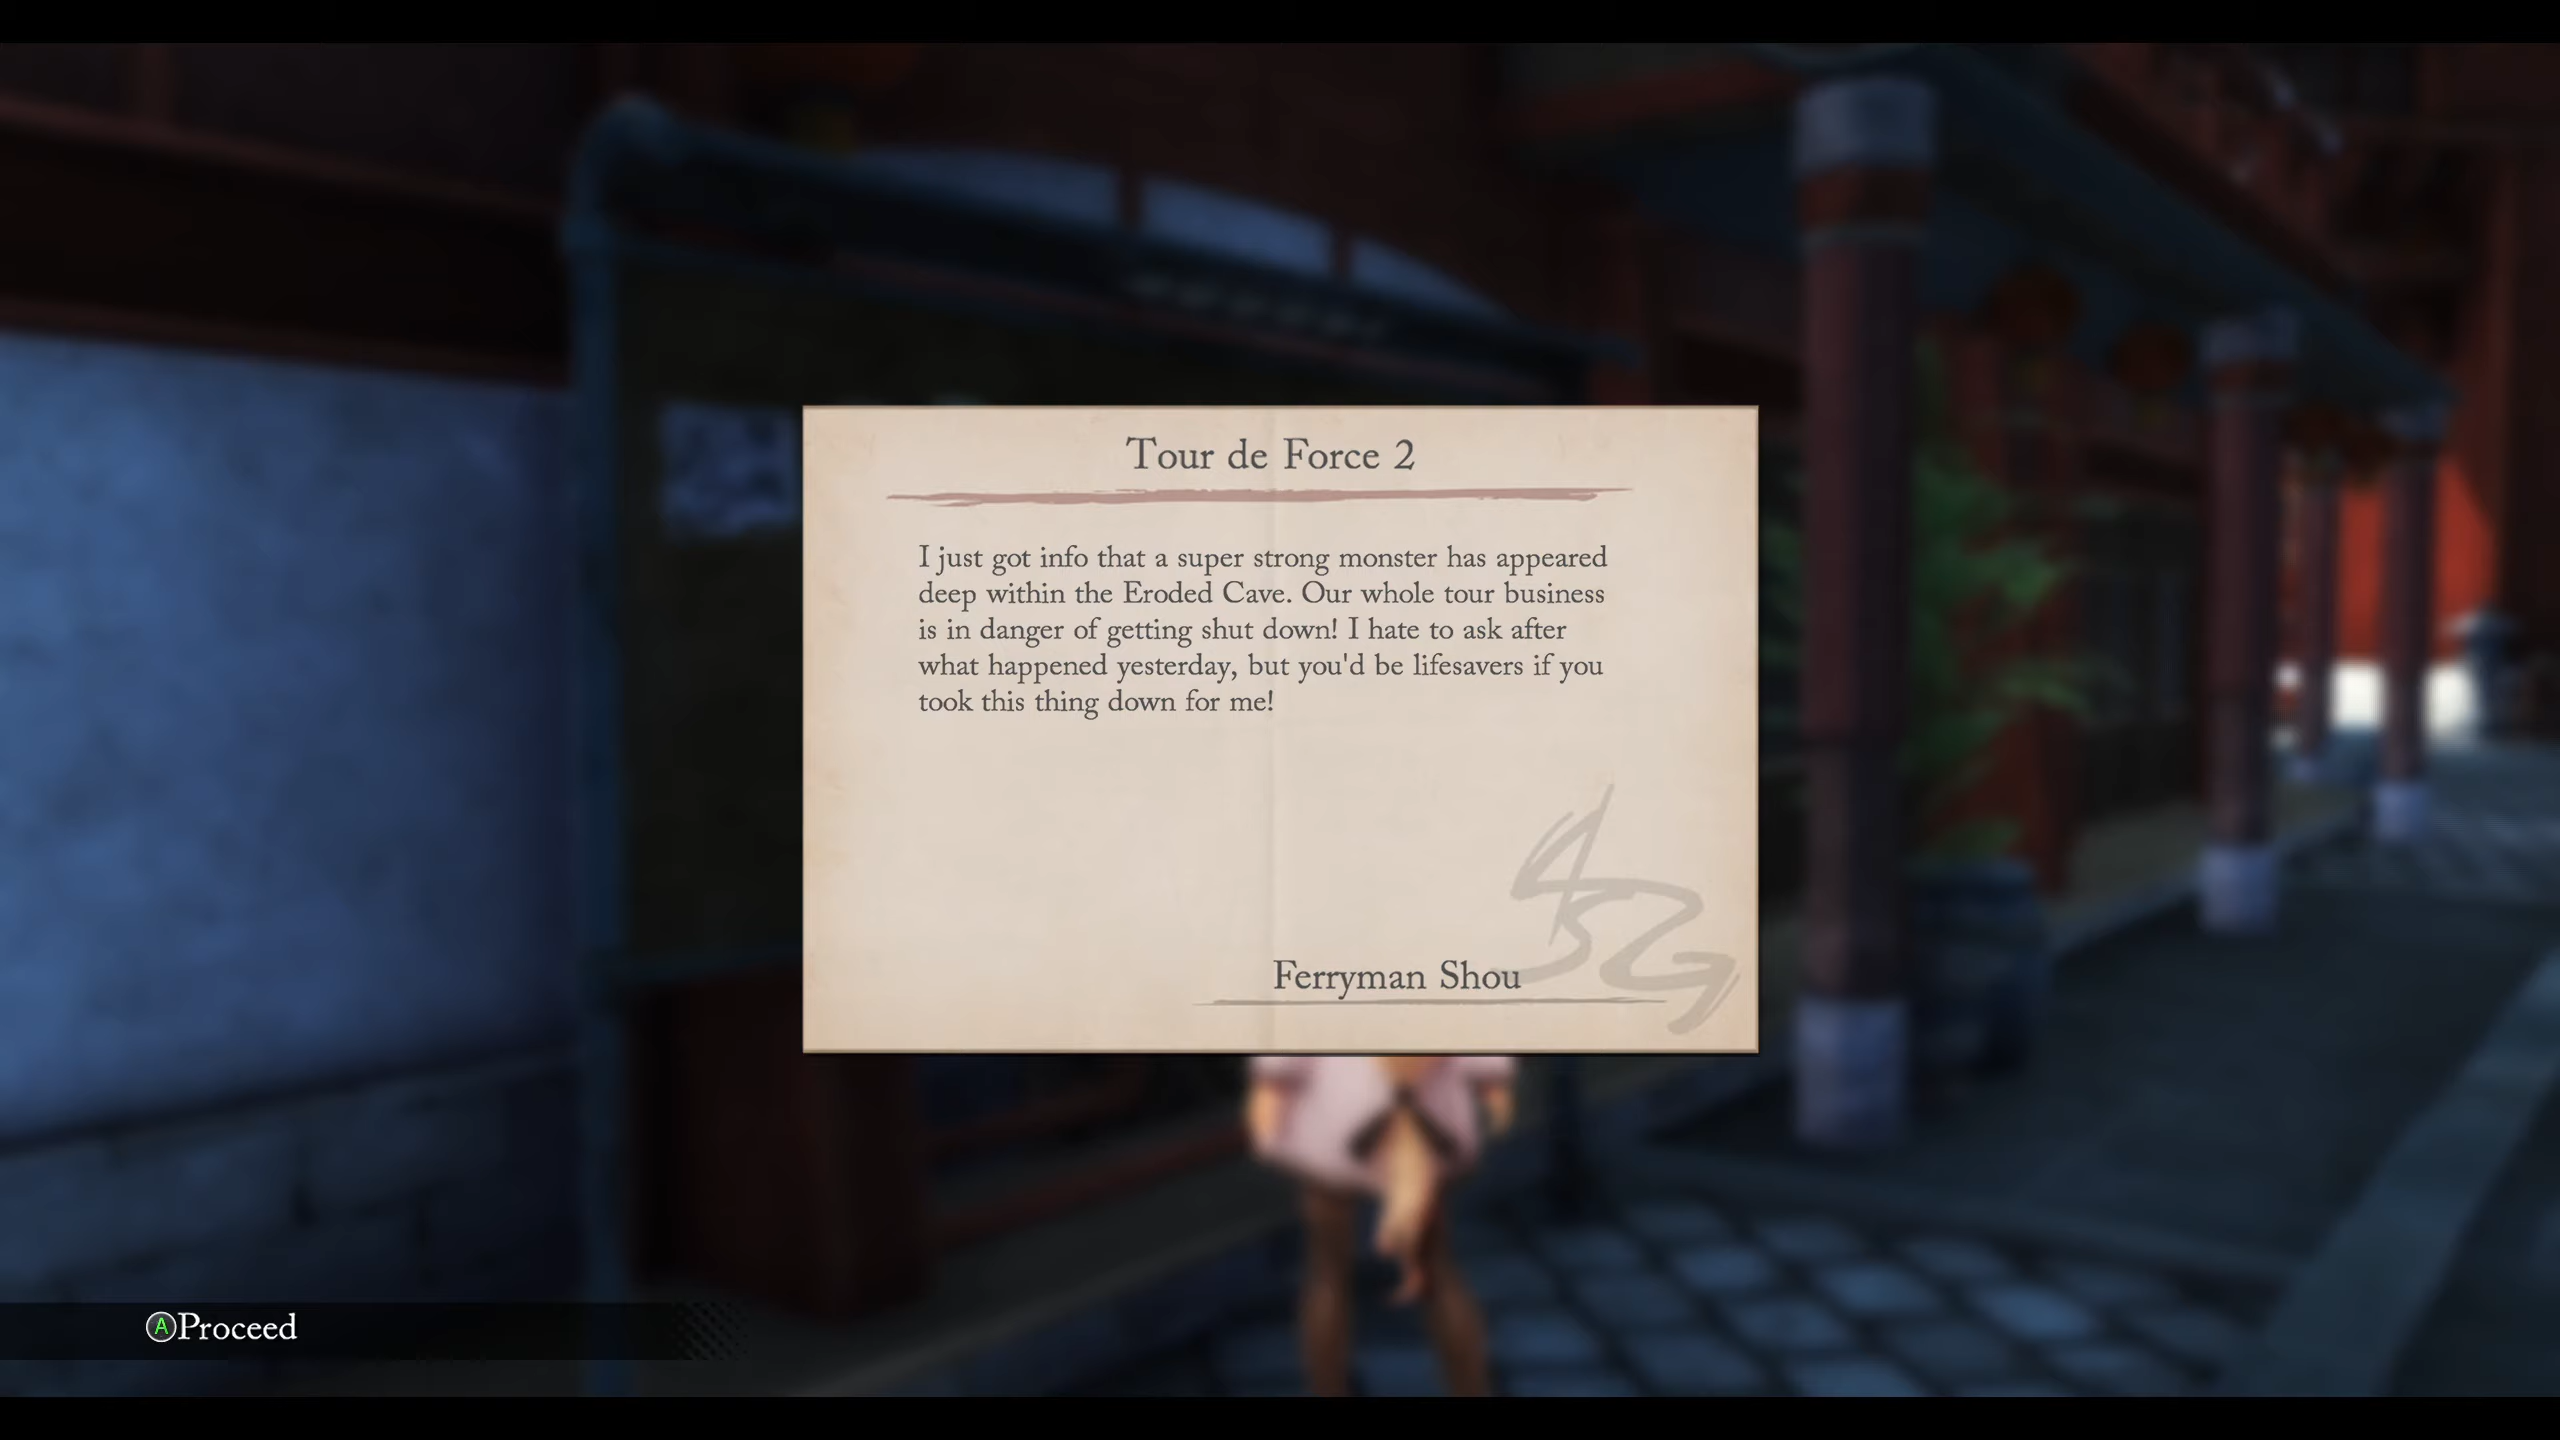 Tour de Force 2
I just got info that a super strong monster has appeared
deep within the Eroded Cave. Our whole tour business
is in danger of getting shut down! I hate to ask after
what happened yesterday, but you'd be lifesavers if you
took this thing down for me!
Ferryman Shou
A Proceed